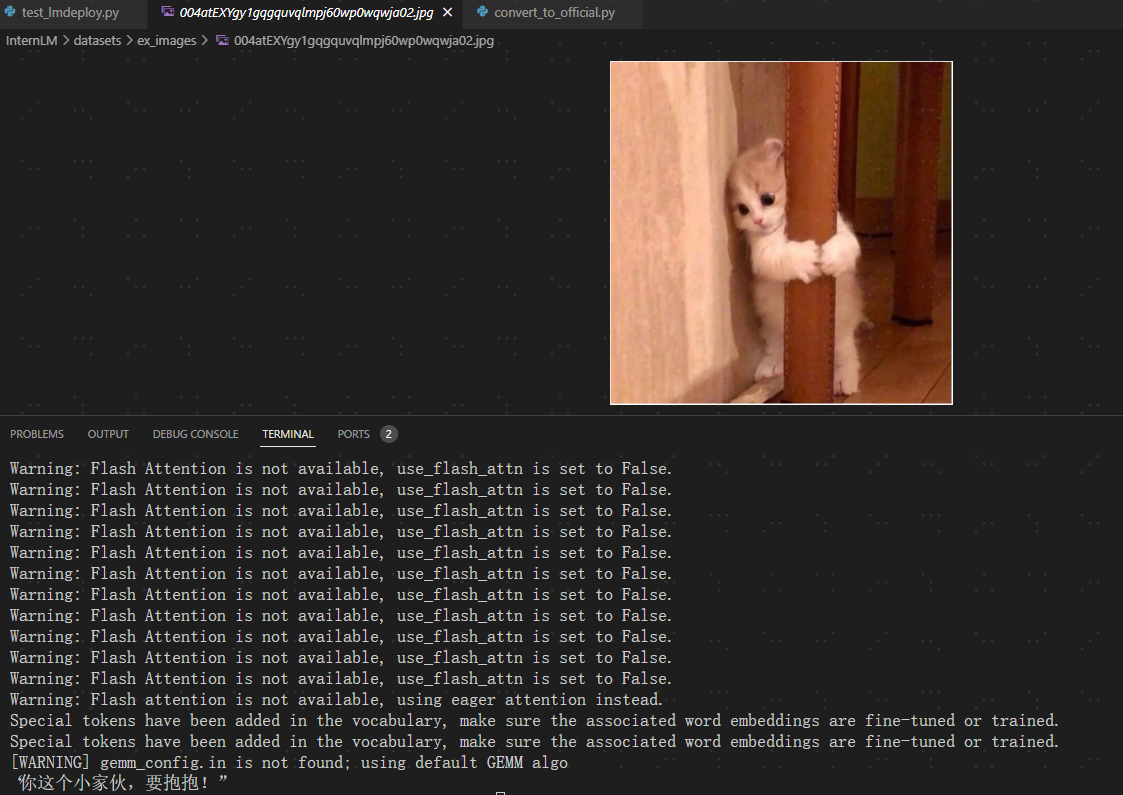 test_lmdeploy.py
004atEXYgy1gqgquvqlmpj60wp0wqwja02.jpg
convert_to_official.py
InternLM > datasets > ex_images > 004atEXYgy1gqgquvqlmpj60wp0wqwja02.jpg
PROBLEMS OUTPUT DEBUG CONSOLE TERMINAL PORTS 2
Warning: Flash Attention is not available, use_flash_attn is set to False.
Warning: Flash Attention is not available, use_flash_attn is set to False.
Warning: Flash Attention is not available, use_flash_attn is set to False.
Warning: Flash Attention is not available, use_flash_attn is set to False.
Warning: Flash Attention is not available, use_flash_attn is set to False.
Warning: Flash Attention is not available, use_flash_attn is set to False.
Warning: Flash Attention is not available, use_flash_attn is set to False.
Warning: Flash Attention is not available, use_flash_attn is set to False.
Warning: Flash Attention is not available, use_flash_attn is set to False.
Warning: Flash Attention is not available, use_flash_attn is set to False.
Warning: Flash Attention is not available, use_flash_attn is set to False.
Warning: Flash attention is not available, using eager attention instead.
Special tokens have been added in the vocabulary, make sure the associated word embeddings are fine-tuned or trained.
Special tokens have been added in the vocabulary, make sure the associated word embeddings are fine-tuned or trained.
[WARNING] gemm_config.in is not found; using default GEMM algo
“你这个小家伙，要抱抱！”